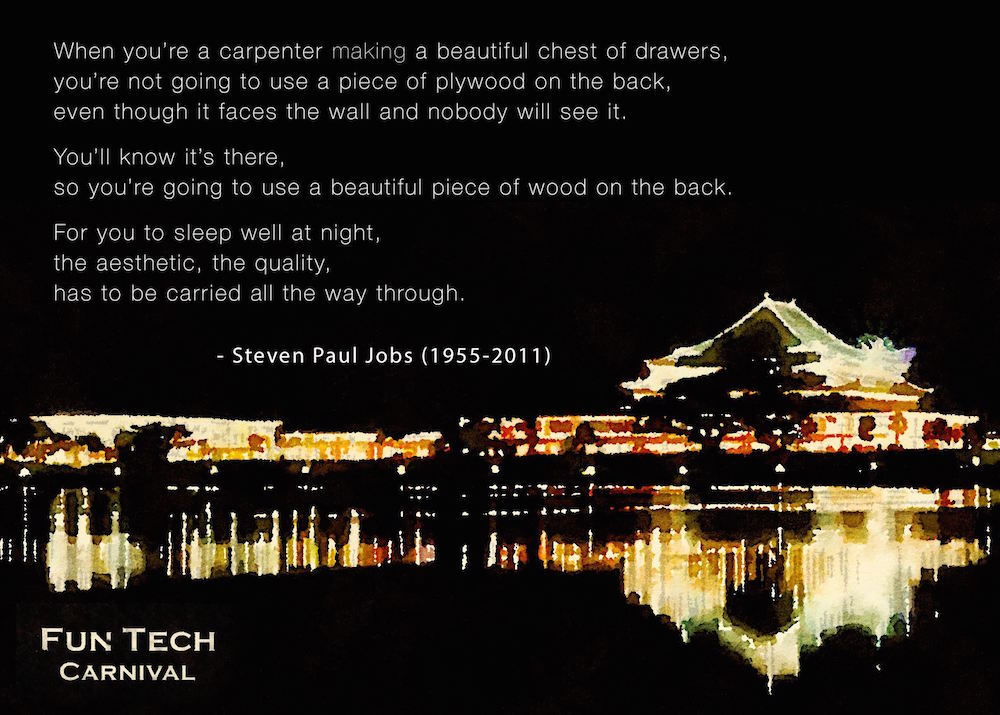 When you’re a carpenter making a beautiful chest of drawers,
you’re not going to use a piece of plywood on the back,
even though it faces the wall and nobody will see it.
You’ll know it’s there,
so you’re going to use a beautiful piece of wood on the back.
For you to sleep well at night,
the aesthetic, the quality,
has to be carried all the way through.
- Steven Paul Jobs (1955-2011)
FUN TECH
CARNIVAL